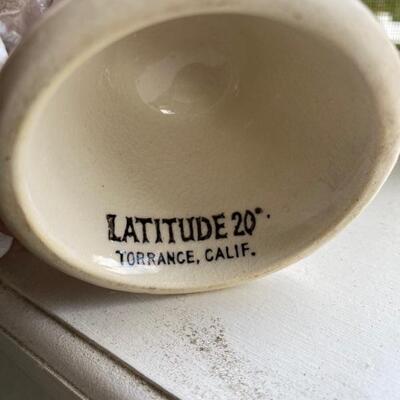 LATITUDE 20°.
TORRANCE, CALIF.